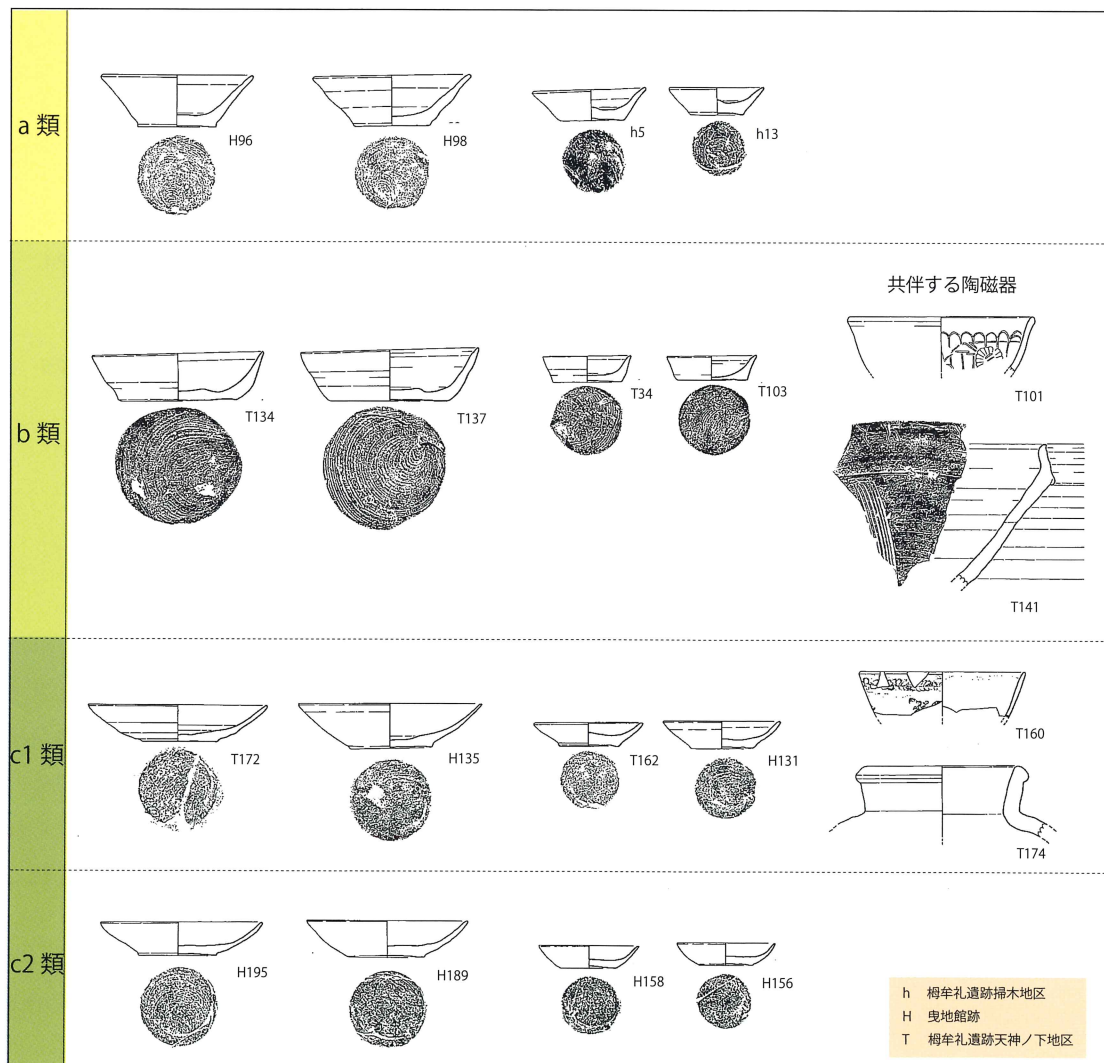 a 類
H96
H98
h5
h13
b 類
共伴する陶磁器
T134
T137
T34
T103
T101
T141
c1 類
T172
H135
T162
H131
T160
T174
c2 類
H195
H189
H158
H156
h 栂牟礼遺跡掃木地区
H 曳地館跡
T 栂牟礼遺跡天神ノ下地区